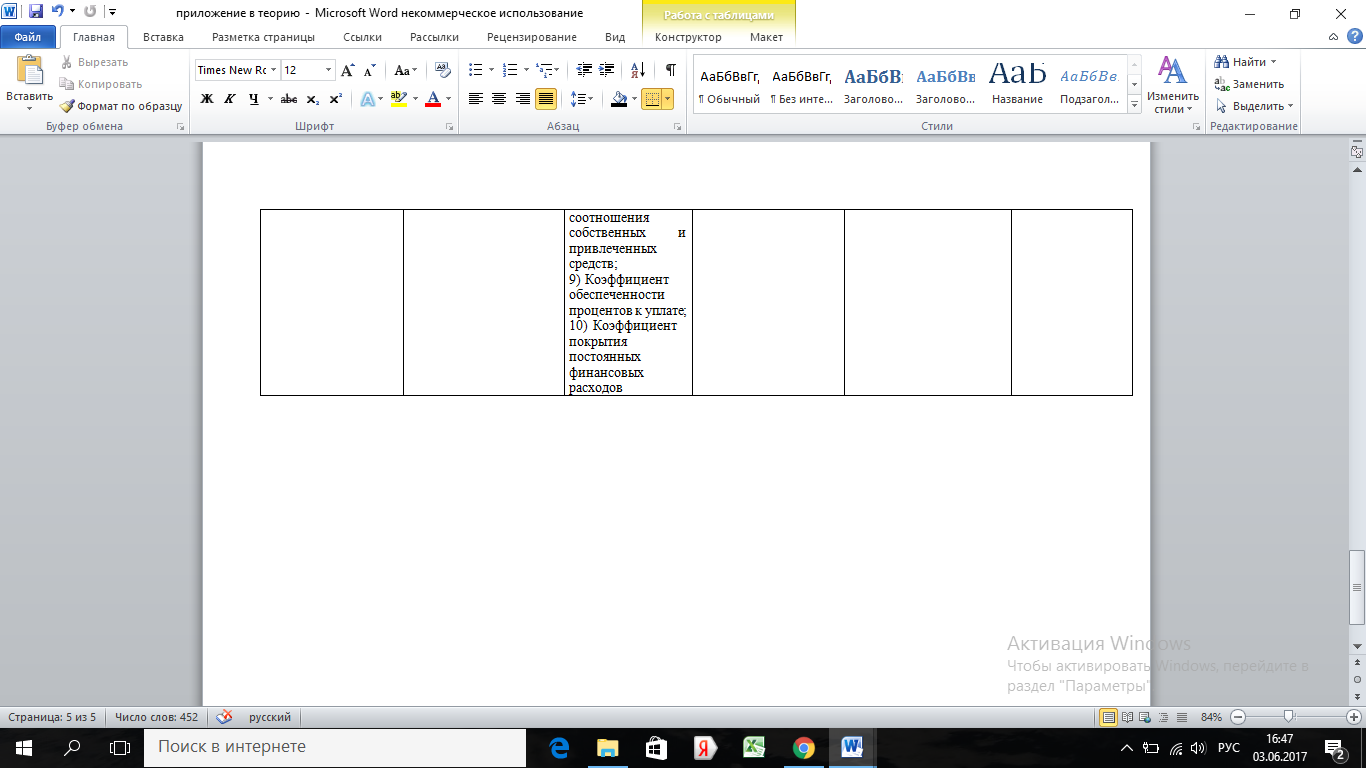 приложение в теорию - Microsoft Word некоммерческое использование
Работа с таблицами
Файл Главная Вставка Разметка страницы Ссылки Рассылки Рецензирование Вид Конструктор Макет
Вставить
Вырезать
Копировать
Формат по образцу
Буфер обмена
Times New Ro 12
Шрифт
Абзац
АаБбВвГг, АаБбВвГг, АаБбВ АаБбВв АаБ АаБбВв.
¶ Обычный ¶ Без инте... Заголово... Заголово... Название Подзагол...
Стили
Изменить
стили
Найти
Заменить
Выделить
Редактирование
соотношения
собственных и
привлеченных
средств;
9) Коэффициент
обеспеченности
процентов к уплате;
10) Коэффициент
покрытия
постоянных
финансовых
расходов
Активация Windows
Чтобы активировать Windows, перейдите в
раздел "Параметры"
Страница: 5 из 5 Число слов: 452 русский 84%
Поиск в интернете
РУС
16:47
03.06.2017
2